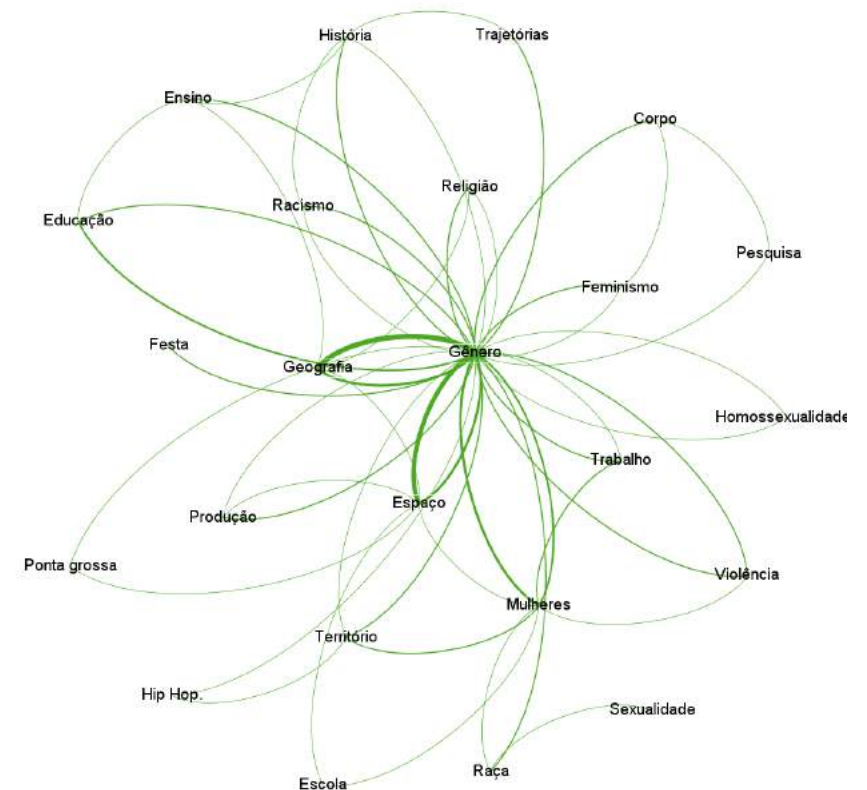 História
Trajetórias
Ensino
Corpo
Religião
Racismo
Educação
Pesquisa
Feminismo
Festa
Gênero
Geografia
Homossexualidade
Trabalho
Espaço
Produção
Ponta grossa
Violência
Mulheres
Território
Hip Hop.
Sexualidade
Raça
Escola